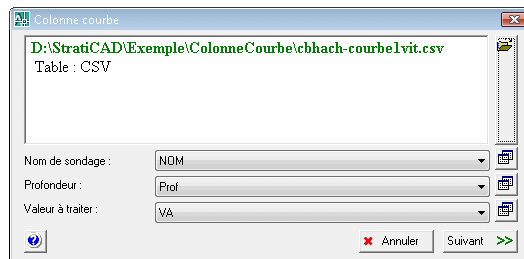 Colonne courbe
D:\StratiCAD\Exemple\ColonneCourbe\cbhach-courbe1vit.csv
Table : CSV
Nom de sondage : NOM
Profondeur : Prof
Valeur à traiter : VA
? Annuler Suivant >>